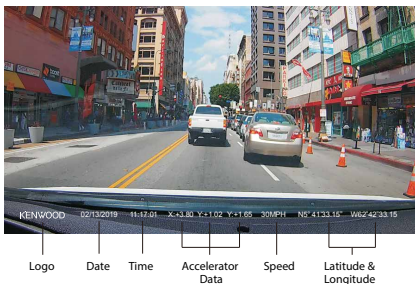 KENWOOD 02/13/2019 11:17:01 X:+3.80 Y:+1.02 Y:+1.65 30MPH N5°41'33.15" W62°42'33.15
Logo Date Time Accelerator Data Speed Latitude & Longitude